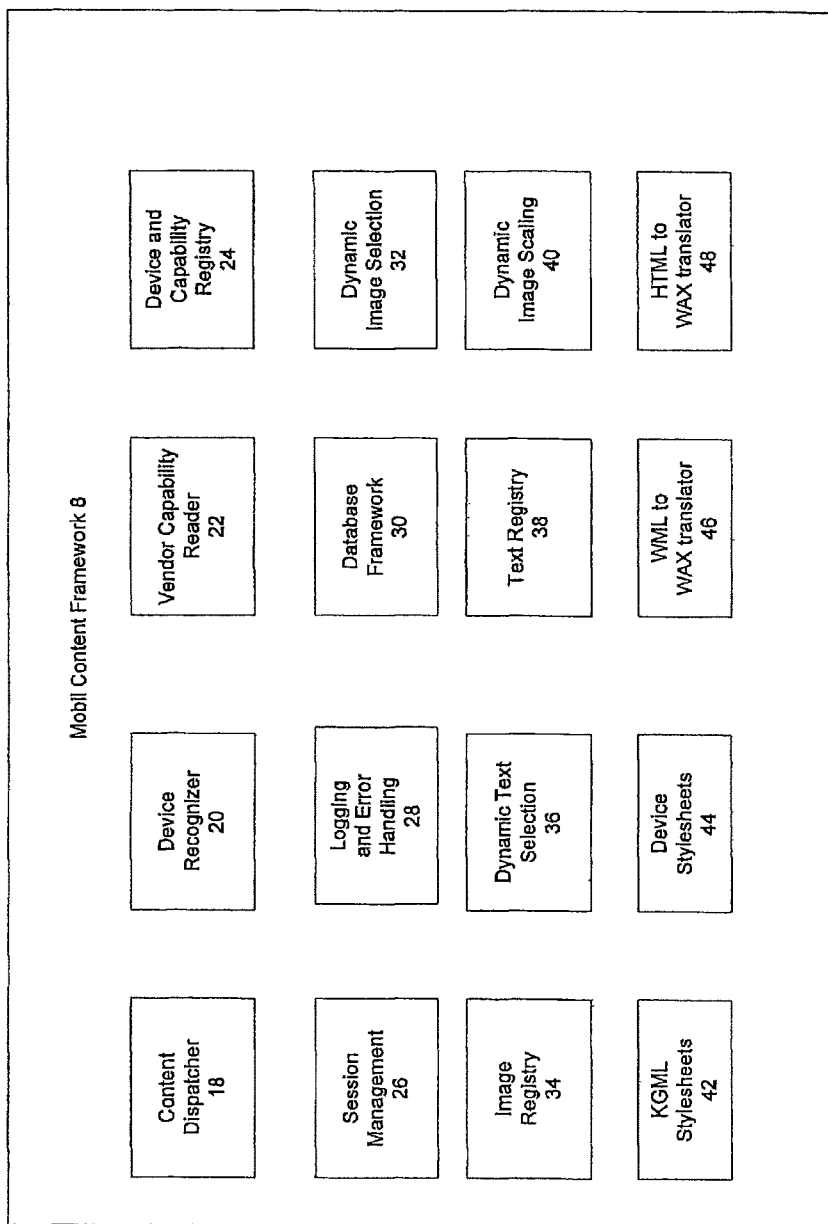 Mobil Content Framework 8
Content
Dispatcher
18
Device
Recognizer
20
Vendor Capability
Reader
22
Device and
Capability
Registry
24
Session
Management
26
Logging
and Error
Handling
28
Database
Framework
30
Dynamic
Image Selection
32
Image
Registry
34
Dynamic Text
Selection
36
Text Registry
38
Dynamic
Image Scaling
40
KGML
Stylesheets
42
Device
Stylesheets
44
WML to
WAX translator
46
HTML to
WAX translator
48